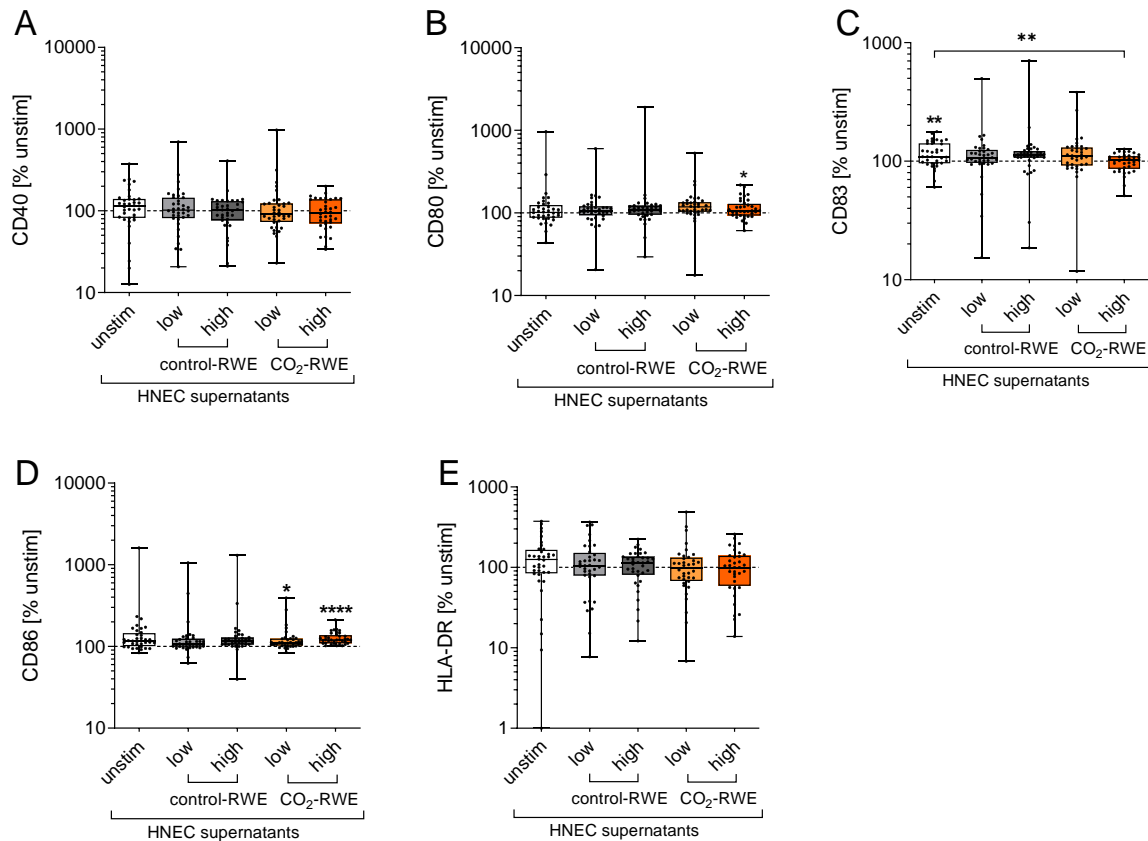 A
CD40 [% unstim]
10000
1000
100
10
unstim
low
high
low
high
control-RWE
CO₂-RWE
HNEC supernatants
B
CD80 [% unstim]
10000
1000
100
10
*
unstim
low
high
low
high
control-RWE
CO₂-RWE
HNEC supernatants
C
CD83 [% unstim]
1000
100
10
**
**
unstim
low
high
low
high
control-RWE
CO₂-RWE
HNEC supernatants
D
CD86 [% unstim]
10000
1000
100
10
*
****
unstim
low
high
low
high
control-RWE
CO₂-RWE
HNEC supernatants
E
HLA-DR [% unstim]
1000
100
10
1
unstim
low
high
low
high
control-RWE
CO₂-RWE
HNEC supernatants